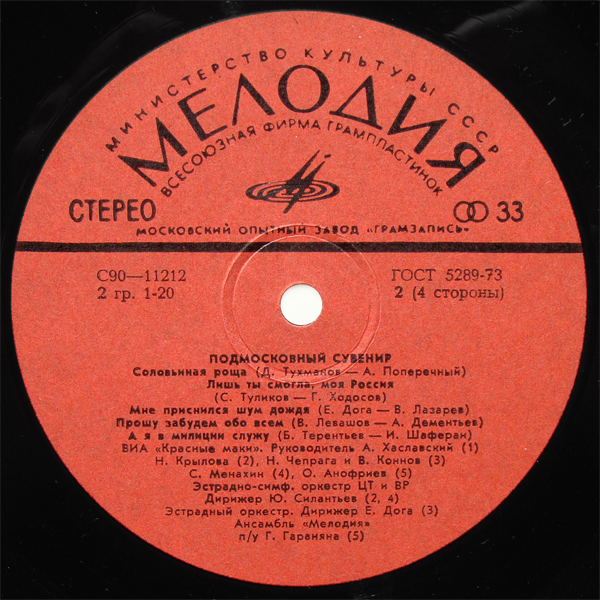 МИНИСТЕРСТВО КУЛЬТУРЫ СССР
МЕЛОДИЯ
ВСЕСОЮЗНАЯ ФИРМА ГРАМПЛАСТИНОК
СТЕРЕО
33
МОСКОВСКИЙ ОПЫТНЫЙ ЗАВОД «ГРАМЗАПИСЬ»
С90—11212
ГОСТ 5289-73
2 гр. 1-20
2 (4 стороны)
ПОДМОСКОВНЫЙ СУВЕНИР
Соловьиная роща (Д. Тухманов — А. Поперечный)
Лишь ты смогла, моя Россия
(С. Туликов — Г. Ходосов)
Мне приснился шум дождя (Е. Дога — В. Лазарев)
Прошу забудем обо всем (В. Левашов — А. Дементьев)
А я в милиции служу (Б. Терентьев — И. Шаферан)
ВИА «Красные маки». Руководитель А. Хаславский (1)
Н. Крылова (2), Н. Чепрага и В. Коннов (3)
С. Менахин (4), О. Анофриев (5)
Эстрадно-симф. оркестр ЦТ и ВР
Дирижер Ю. Силантьев (2, 4)
Эстрадный оркестр. Дирижер Е. Дога (3)
Ансамбль «Мелодия»
п/у Г. Гараняна (5)